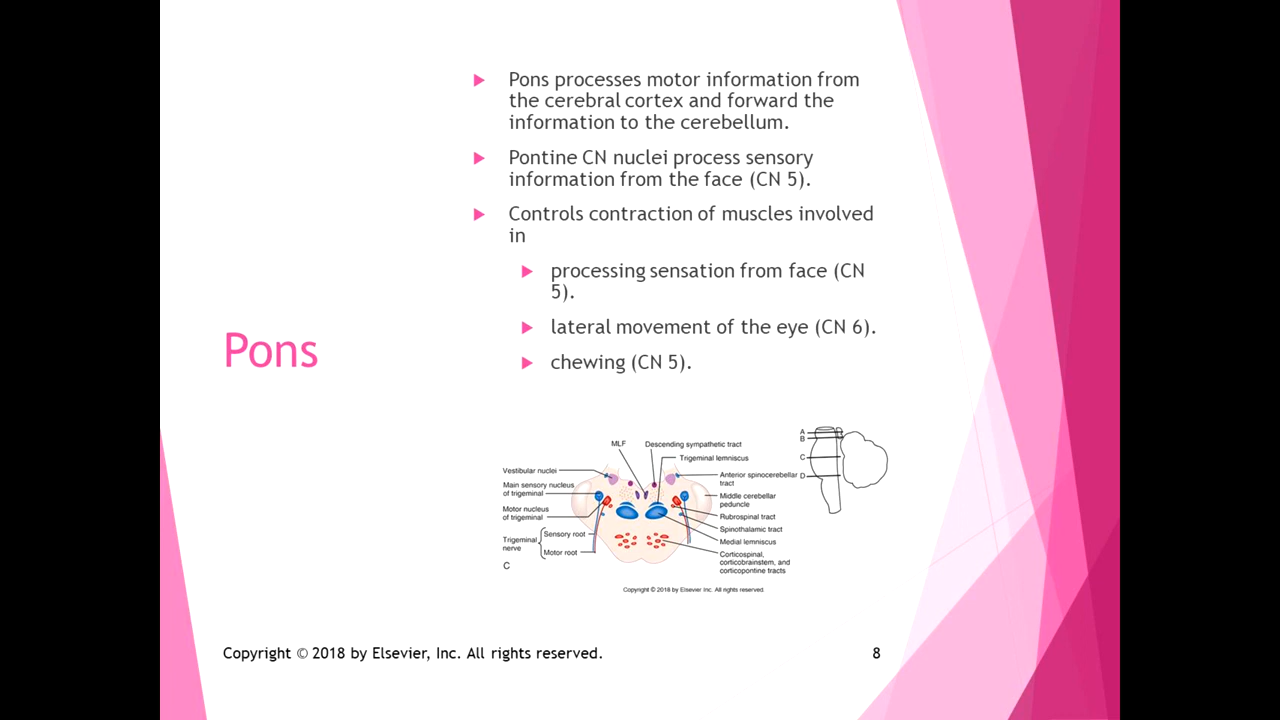 Pons
Pons processes motor information from
the cerebral cortex and forward the
information to the cerebellum.
Pontine CN nuclei process sensory
information from the face (CN 5).
Controls contraction of muscles involved
in
processing sensation from face (CN
5).
lateral movement of the eye (CN 6).
chewing (CN 5).
MLF
Descending sympathetic tract
Trigeminal lemniscus
Vestibular nuclei
Main sensory nucleus
of trigeminal
Motor nucleus
of trigeminal
Trigeminal
nerve
Sensory root
Motor root
C
Anterior spinocerebellar
tract
Middle cerebellar
peduncle
Rubrospinal tract
Spinothalamic tract
Medial lemniscus
Corticospinal,
corticobrainstem, and
corticopontine tracts
A
B
C
D
Copyright © 2018 by Elsevier Inc. All rights reserved.
Copyright © 2018 by Elsevier, Inc. All rights reserved.
8